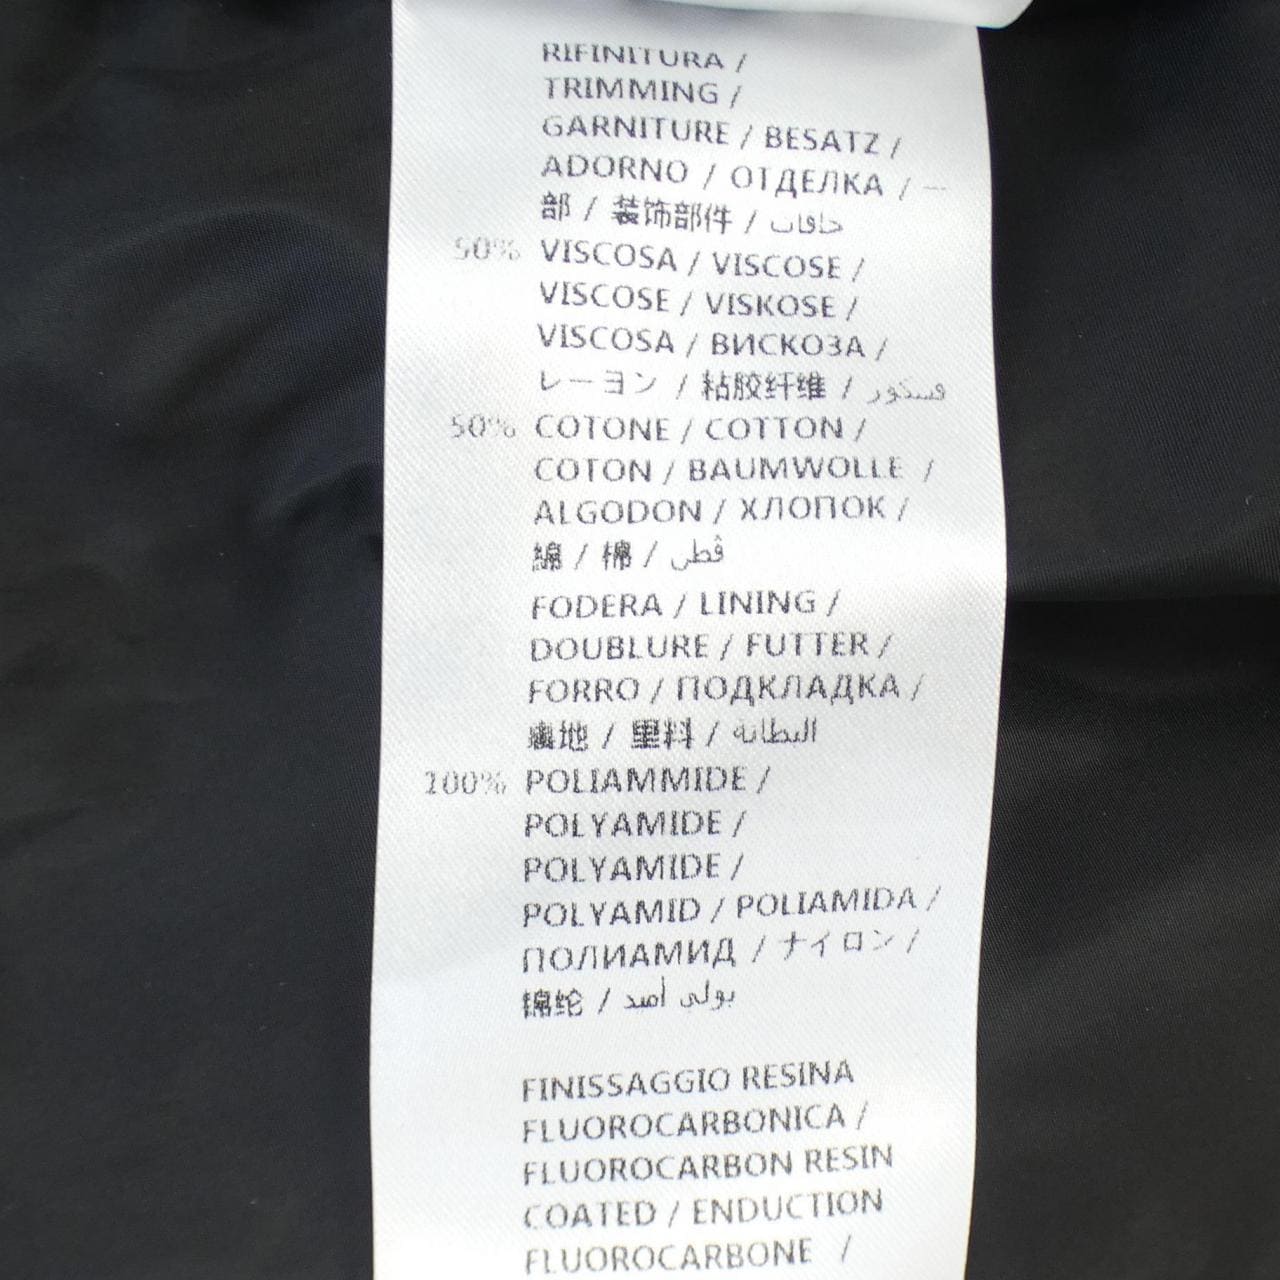 RIFINITURA /
TRIMMING /
GARNITURE / BESATZ /
ADORNO / ОТДЕЛКА / 一
部 / 装饰部件 / حافات
50% VISCOSA / VISCOSE /
VISCOSE / VISKOSE /
VISCOSA / ВИСКОЗА /
レーヨン / 粘胶纤维 / فسكور
50% COTONE / COTTON /
COTON / BAUMWOLLE /
ALGODON / ХЛОПОК /
綿 / 棉 / قطن
FODERA / LINING /
DOUBLURE / FUTTER /
FORRO / ПОДКЛАДКА /
裏地 / 里料 / البطانة
100% POLIAMMIDE /
POLYAMIDE /
POLYAMIDE /
POLYAMID / POLIAMIDA /
ПОЛИАМИД / ナイロン /
锦纶 / بولي أميد
FINISSAGGIO RESINA
FLUOROCARBONICA /
FLUOROCARBON RESIN
COATED / ENDUCTION
FLUOROCARBONE /